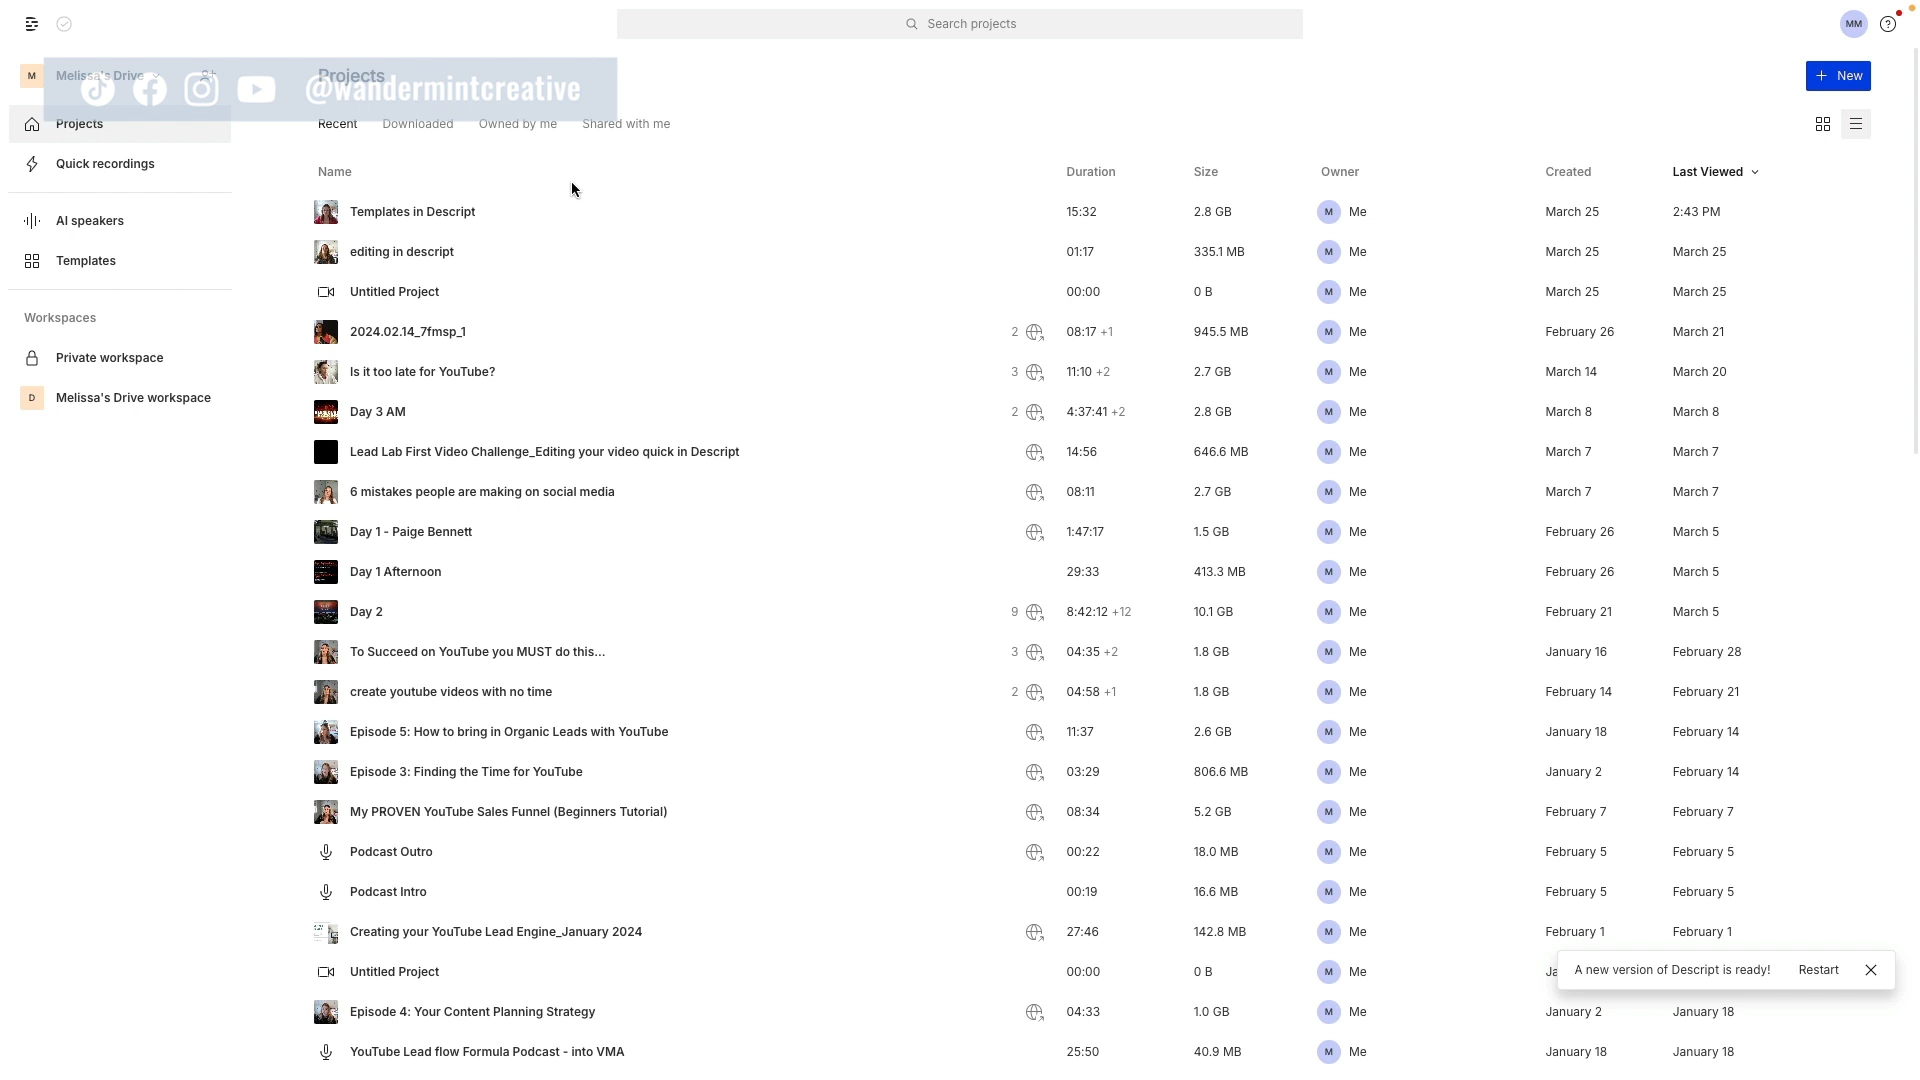 Search projects
MM
M Melissa's Drive
@wandermintcreative
Projects
New
Projects
Recent Downloaded Owned by me Shared with me
Quick recordings
AI speakers
Templates
Workspaces
Private workspace
D Melissa's Drive workspace
Name Duration Size Owner Created Last Viewed
Templates in Descript 15:32 2.8 GB M Me March 25 2:43 PM
editing in descript 01:17 335.1 MB M Me March 25 March 25
Untitled Project 00:00 0 B M Me March 25 March 25
2024.02.14_7fmsp_1 2 08:17 +1 945.5 MB M Me February 26 March 21
Is it too late for YouTube? 3 11:10 +2 2.7 GB M Me March 14 March 20
Day 3 AM 2 4:37:41 +2 2.8 GB M Me March 8 March 8
Lead Lab First Video Challenge_Editing your video quick in Descript 14:56 646.6 MB M Me March 7 March 7
6 mistakes people are making on social media 08:11 2.7 GB M Me March 7 March 7
Day 1 - Paige Bennett 1:47:17 1.5 GB M Me February 26 March 5
Day 1 Afternoon 29:33 413.3 MB M Me February 26 March 5
Day 2 9 8:42:12 +12 10.1 GB M Me February 21 March 5
To Succeed on YouTube you MUST do this... 3 04:35 +2 1.8 GB M Me January 16 February 28
create youtube videos with no time 2 04:58 +1 1.8 GB M Me February 14 February 21
Episode 5: How to bring in Organic Leads with YouTube 11:37 2.6 GB M Me January 18 February 14
Episode 3: Finding the Time for YouTube 03:29 806.6 MB M Me January 2 February 14
My PROVEN YouTube Sales Funnel (Beginners Tutorial) 08:34 5.2 GB M Me February 7 February 7
Podcast Outro 00:22 18.0 MB M Me February 5 February 5
Podcast Intro 00:19 16.6 MB M Me February 5 February 5
Creating your YouTube Lead Engine_January 2024 27:46 142.8 MB M Me February 1 February 1
Untitled Project 00:00 0 B M Me Ja
A new version of Descript is ready! Restart
Episode 4: Your Content Planning Strategy 04:33 1.0 GB M Me January 2 January 18
YouTube Lead flow Formula Podcast - into VMA 25:50 40.9 MB M Me January 18 January 18